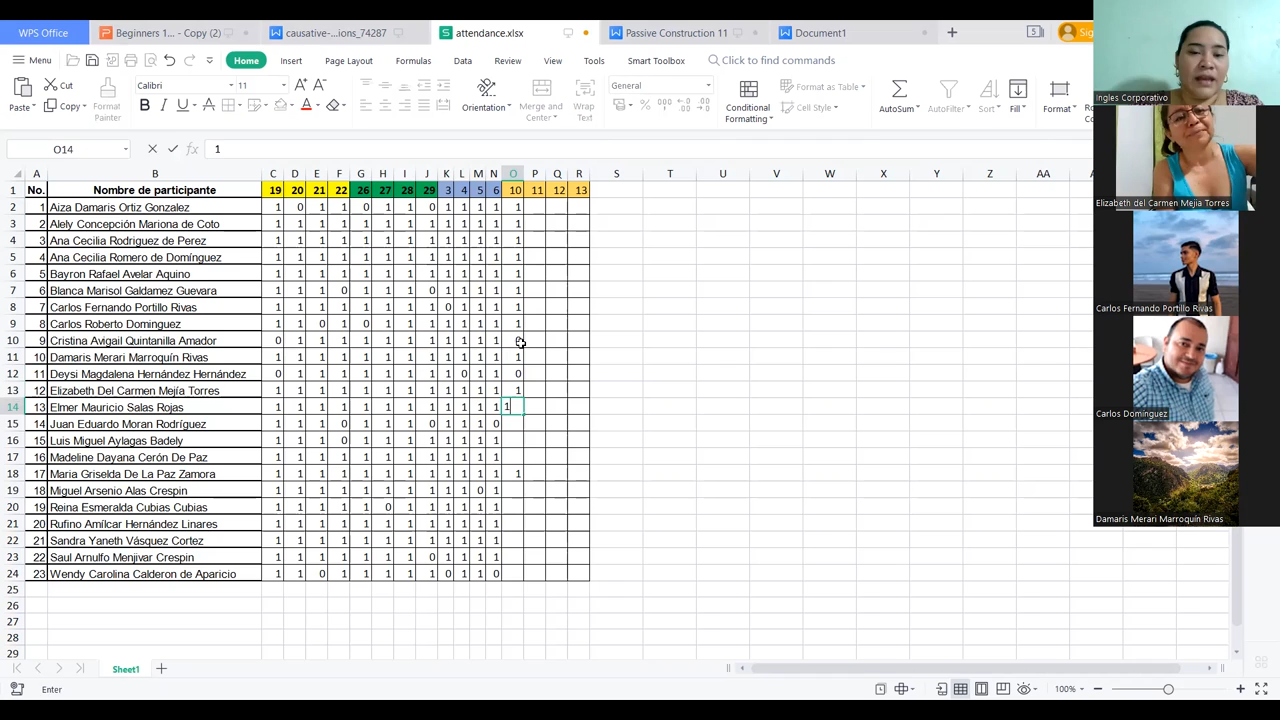 WPS Office
Beginners 1... - Copy (2)
causative-...ions_74287
attendance.xlsx
Passive Construction 11
Document1
Menu
Home
Insert
Page Layout
Formulas
Data
Review
View
Tools
Smart Toolbox
Click to find commands
Paste
Cut
Copy
Format Painter
Calibri
11
Orientation
Merge and Center
Wrap Text
General
Conditional Formatting
Format as Table
Cell Style
AutoSum
AutoFilter
Sort
Fill
Format
O14
1
A B C D E F G H I J K L M N O P Q R S T U V W X Y Z AA
1 No. Nombre de participante 19 20 21 22 26 27 28 29 3 4 5 6 10 11 12 13
2 1 Aiza Damaris Ortiz Gonzalez 1 0 1 1 0 1 1 0 1 1 1 1 1
3 2 Alely Concepción Mariona de Coto 1 1 1 1 1 1 1 1 1 1 1 1 1
4 3 Ana Cecilia Rodriguez de Perez 1 1 1 1 1 1 1 1 1 1 1 1 1
5 4 Ana Cecilia Romero de Domínguez 1 1 1 1 1 1 1 1 1 1 1 1 1
6 5 Bayron Rafael Avelar Aquino 1 1 1 1 1 1 1 1 1 1 1 1 1
7 6 Blanca Marisol Galdamez Guevara 1 1 1 0 1 1 1 0 1 1 1 1 1
8 7 Carlos Fernando Portillo Rivas 1 1 1 1 1 1 1 1 0 1 1 1 1
9 8 Carlos Roberto Dominguez 1 1 0 1 0 1 1 1 1 1 1 1 1
10 9 Cristina Avigail Quintanilla Amador 0 1 1 1 1 1 1 1 1 1 1 1
11 10 Damaris Merari Marroquín Rivas 1 1 1 1 1 1 1 1 1 1 1 1 1
12 11 Deysi Magdalena Hernández Hernández 0 1 1 1 1 1 1 1 1 0 1 1 0
13 12 Elizabeth Del Carmen Mejía Torres 1 1 1 1 1 1 1 1 1 1 1 1 1
14 13 Elmer Mauricio Salas Rojas 1 1 1 1 1 1 1 1 1 1 1 1 1
15 14 Juan Eduardo Moran Rodríguez 1 1 1 0 1 1 1 0 1 1 1 0
16 15 Luis Miguel Aylagas Badely 1 1 1 0 1 1 1 1 1 1 1 1
17 16 Madeline Dayana Cerón De Paz 1 1 1 1 1 1 1 1 1 1 1 1
18 17 Maria Griselda De La Paz Zamora 1 1 1 1 1 1 1 1 1 1 1 1 1
19 18 Miguel Arsenio Alas Crespin 1 1 1 1 1 1 1 1 1 1 0 1
20 19 Reina Esmeralda Cubias Cubias 1 1 1 1 1 0 1 1 1 1 1 1
21 20 Rufino Amílcar Hernández Linares 1 1 1 1 1 1 1 1 1 1 1 1
22 21 Sandra Yaneth Vásquez Cortez 1 1 1 1 1 1 1 1 1 1 1 1
23 22 Saul Arnulfo Menjivar Crespin 1 1 1 1 1 1 1 0 1 1 1 1
24 23 Wendy Carolina Calderon de Aparicio 1 1 0 1 1 1 1 1 0 1 1 0
25
26
27
28
29
Sheet1
Enter
100%
Ingles Corporativo
Elizabeth del Carmen Mejia Torres
Carlos Fernando Portillo Rivas
Carlos Domínguez
Damaris Merari Marroquín Rivas